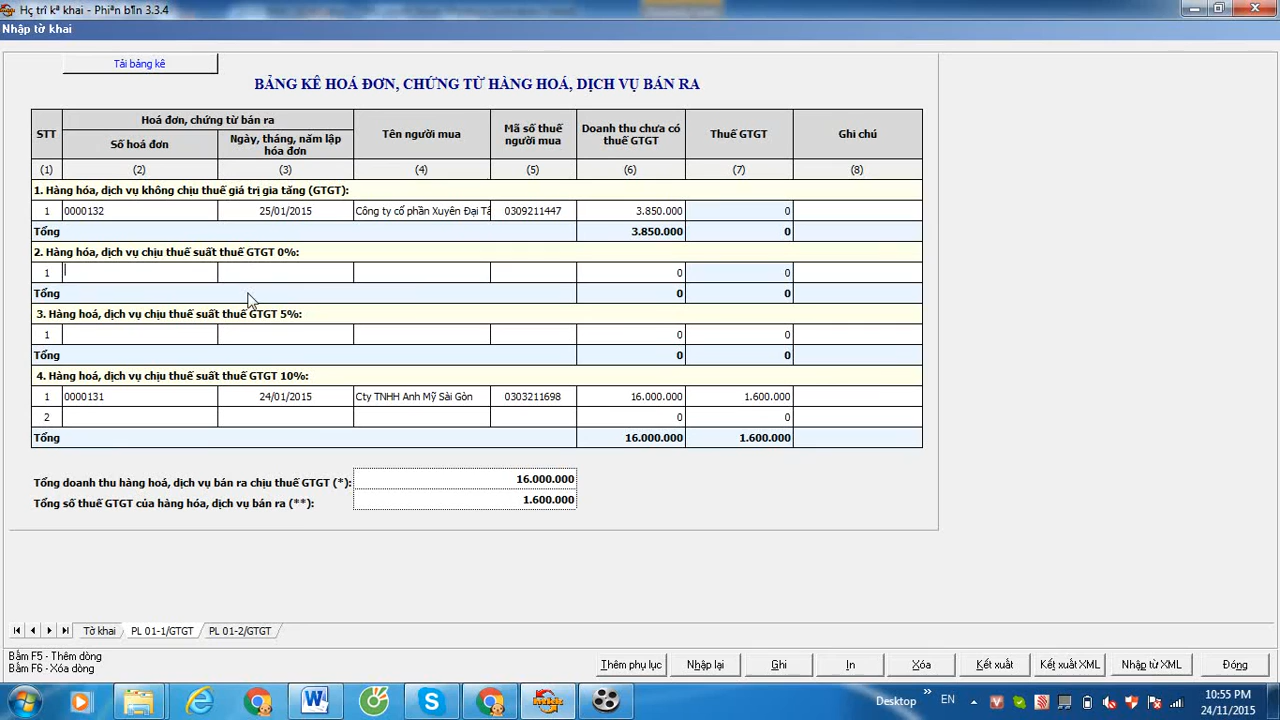 Hç trî kª khai - Phiªn b¶n 3.3.4
Nhập tờ khai
Tải bảng kê
BẢNG KÊ HOÁ ĐƠN, CHỨNG TỪ HÀNG HOÁ, DỊCH VỤ BÁN RA
STT
Hoá đơn, chứng từ bán ra
Số hoá đơn
Ngày, tháng, năm lập hóa đơn
Tên người mua
Mã số thuế người mua
Doanh thu chưa có thuế GTGT
Thuế GTGT
Ghi chú
(1) (2) (3) (4) (5) (6) (7) (8)
1. Hàng hóa, dịch vụ không chịu thuế giá trị gia tăng (GTGT):
1 0000132 25/01/2015 Công ty cổ phần Xuyên Đại Tâ 0309211447 3.850.000 0
Tổng 3.850.000 0
2. Hàng hóa, dịch vụ chịu thuế suất thuế GTGT 0%:
1 0 0
Tổng 0 0
3. Hàng hoá, dịch vụ chịu thuế suất thuế GTGT 5%:
1 0 0
Tổng 0 0
4. Hàng hoá, dịch vụ chịu thuế suất thuế GTGT 10%:
1 0000131 24/01/2015 Cty TNHH Anh Mỹ Sài Gòn 0303211698 16.000.000 1.600.000
2 0 0
Tổng 16.000.000 1.600.000
Tổng doanh thu hàng hoá, dịch vụ bán ra chịu thuế GTGT (*): 16.000.000
Tổng số thuế GTGT của hàng hóa, dịch vụ bán ra (**): 1.600.000
Tờ khai PL 01-1/GTGT PL 01-2/GTGT
Bấm F5 - Thêm dòng
Bấm F6 - Xóa dòng
Thêm phụ lục Nhập lại Ghi In Xóa Kết xuất Kết xuất XML Nhập từ XML Đóng
Desktop » EN 10:55 PM
24/11/2015